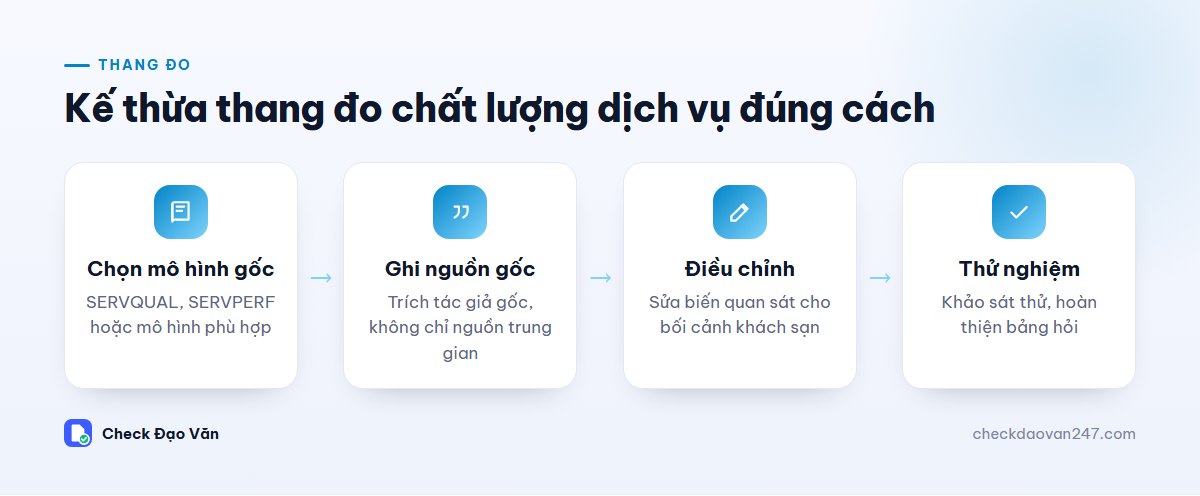 THANG ĐO
Kế thừa thang đo chất lượng dịch vụ đúng cách
Chọn mô hình gốc
SERVQUAL, SERVPERF
hoặc mô hình phù hợp
Ghi nguồn gốc
Trích tác giả gốc,
không chỉ nguồn trung
gian
Điều chỉnh
Sửa biến quan sát cho
bối cảnh khách sạn
Thử nghiệm
Khảo sát thử, hoàn
thiện bảng hỏi
Check Đạo Văn
checkdaovan247.com